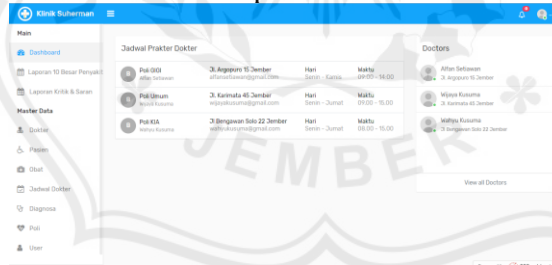 Klinik Suherman
Main
Dashboard
Laporan 10 Besar Penyakit
Laporan Kritik & Saran
Master Data
Dokter
Pasien
Obat
Jadwal Dokter
Diagnosa
Poli
User
Jadwal Prakter Dokter
Poli GIGI Jl. Argopuro 15 Jember Hari Waktu
Alfan Setiawan alfansetiawan@gmail.com Senin - Kamis 09.00 - 14.00
Poli Umum Jl. Karimata 45 Jember Hari Waktu
Wijaya Kusuma wijayakusuma@gmail.com Senin - Jumat 07.00 - 15.00
Poli KIA Jl Bengawan Solo 22 Jember Hari Waktu
Wahyu Kusuma wahyukusuma@gmail.com Senin - Jumat 08.00 - 15.00
Doctors
Alfan Setiawan
Jl. Argopuro 15 Jember
Wijaya Kusuma
Jl. Karimata 45 Jember
Wahyu Kusuma
Jl Bengawan Solo 22 Jember
View all Doctors
JEMBER